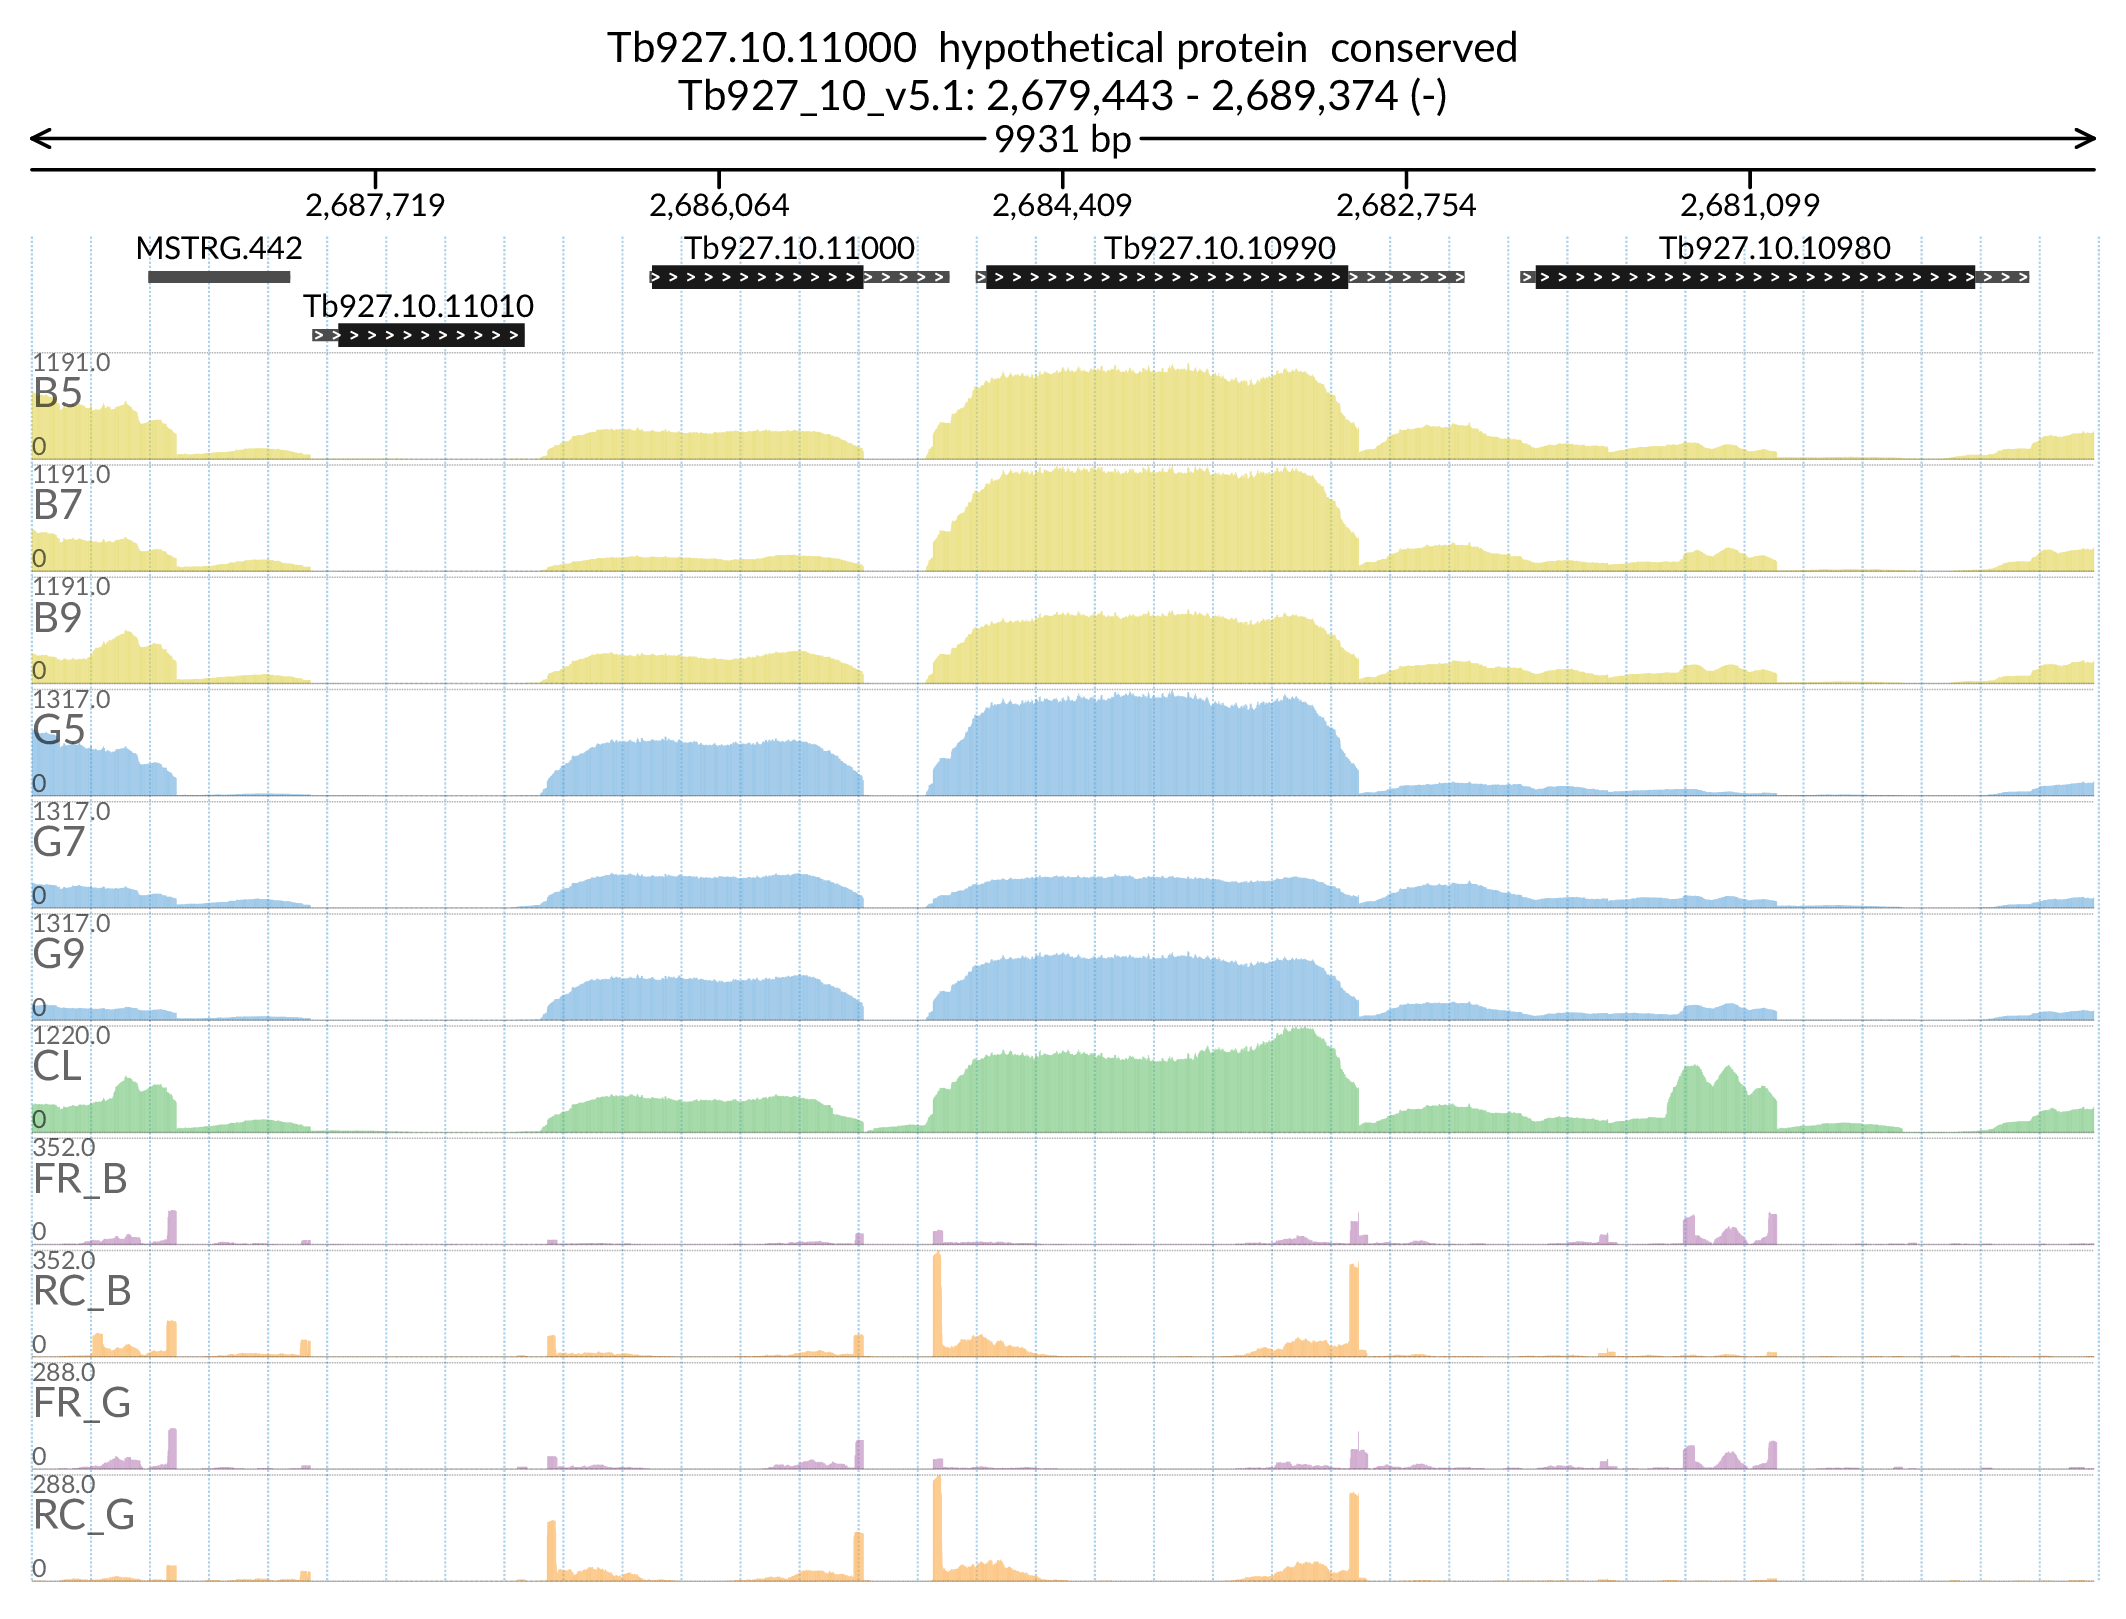 Tb927.10.11000  hypothetical protein  conserved
Tb927_10_v5.1: 2,679,443 - 2,689,374 (-)
9931 bp
2,687,719 2,686,064 2,684,409 2,682,754 2,681,099
MSTRG.442 Tb927.10.11000 Tb927.10.10990 Tb927.10.10980
Tb927.10.11010
1191.0
B5
0
1191.0
B7
0
1191.0
B9
0
1317.0
G5
0
1317.0
G7
0
1317.0
G9
0
1220.0
CL
0
352.0
FR_B
0
352.0
RC_B
0
288.0
FR_G
0
288.0
RC_G
0